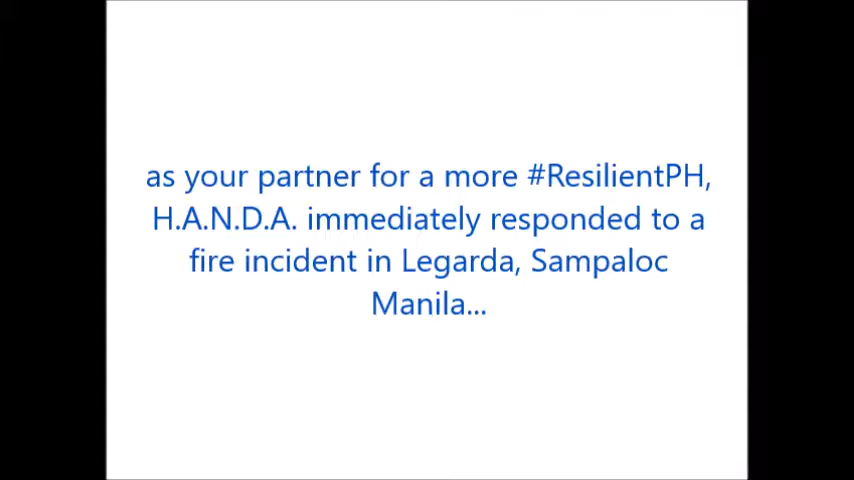 as your partner for a more #ResilientPH,
H.A.N.D.A. immediately responded to a
fire incident in Legarda, Sampaloc
Manila...